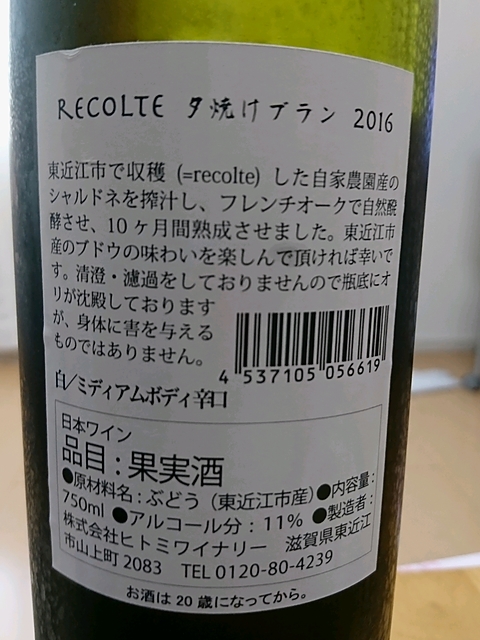 RECOLTE 夕焼けブラン 2016
東近江市で収穫 (=recolte) した自家農園産の
シャルドネを搾汁し、フレンチオークで自然醗
酵させ、10ヶ月間熟成させました。東近江市
産のブドウの味わいを楽しんで頂ければ幸いで
す。清澄・濾過をしておりませんので瓶底にオ
リが沈殿しております
が、身体に害を与える
ものではありません。
4 537105 056619
白/ミディアムボディ辛口
日本ワイン
品目:果実酒
●原材料名:ぶどう(東近江市産)●内容量:
750ml ●アルコール分:11% ●製造者:
株式会社ヒトミワイナリー 滋賀県東近江
市山上町2083 TEL 0120-80-4239
お酒は20歳になってから。